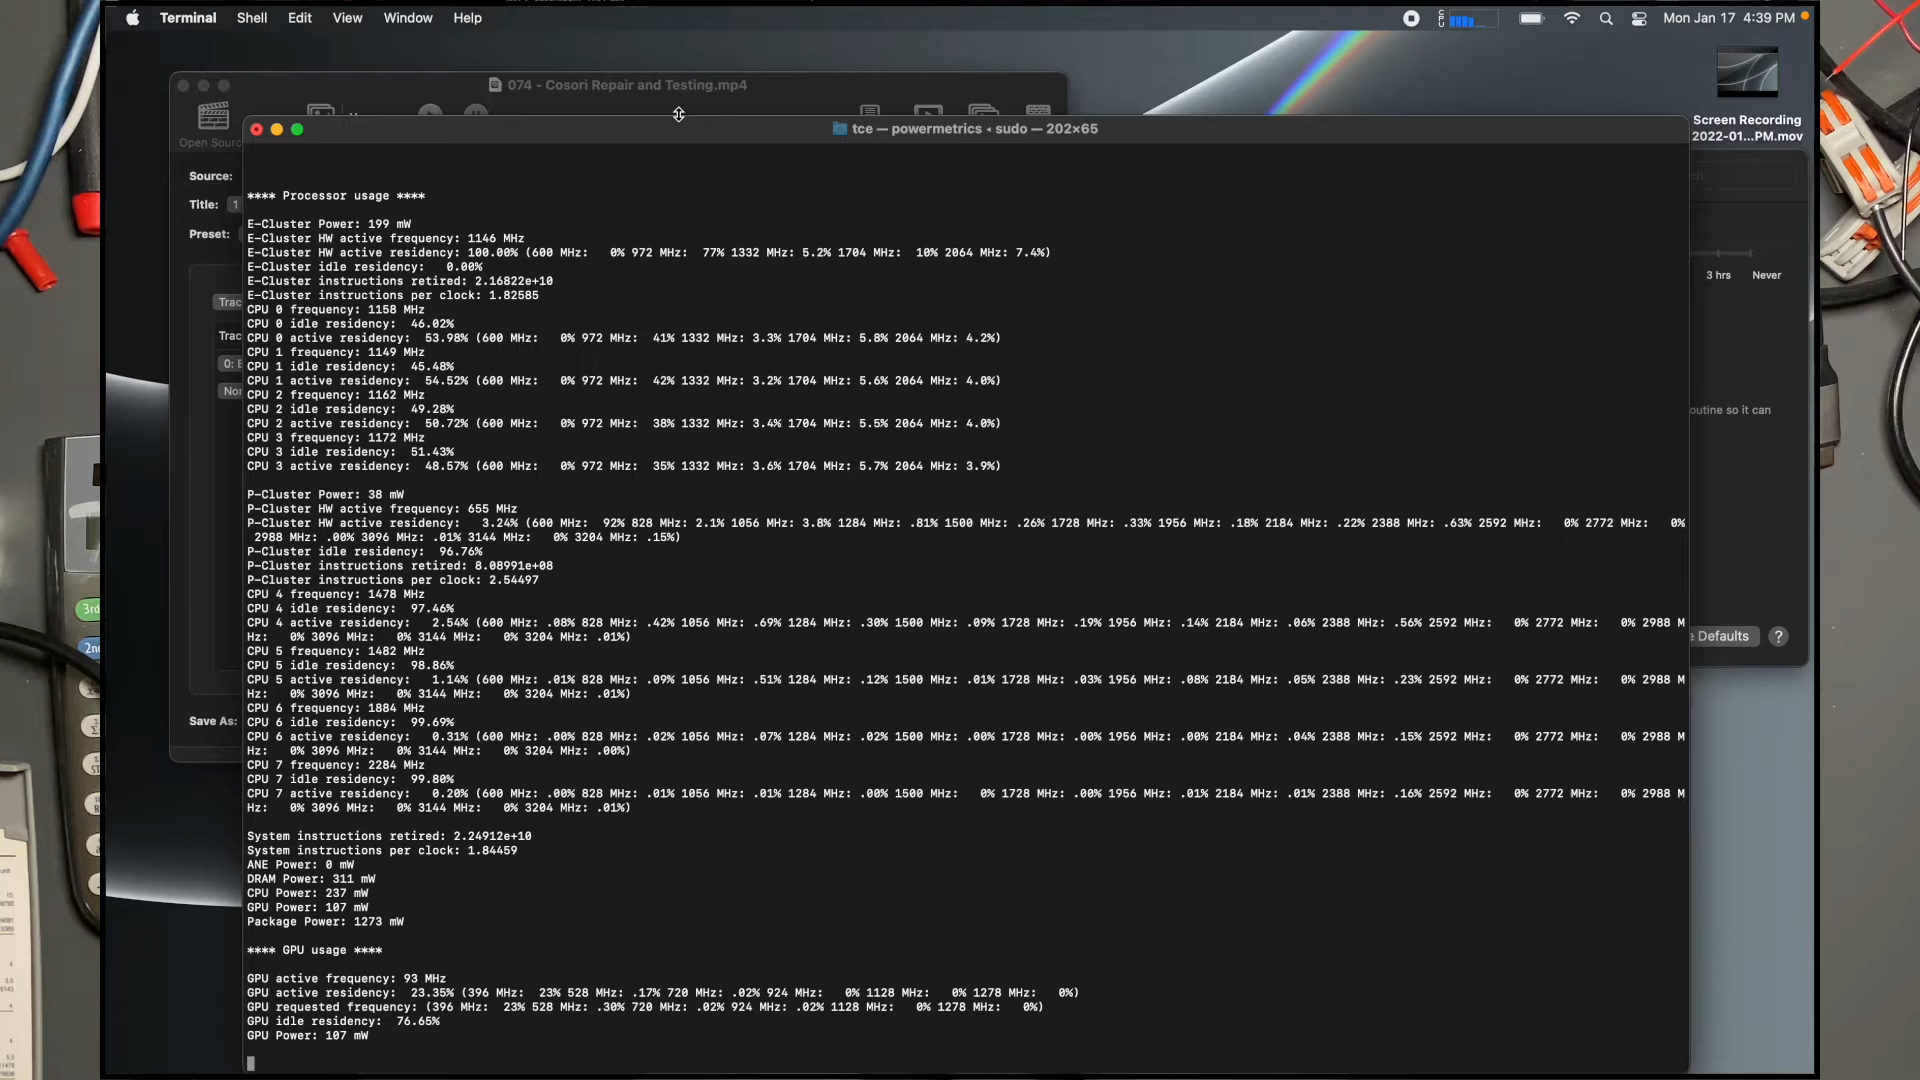 Terminal Shell Edit View Window Help
CPU
Mon Jan 17 4:39 PM
074 - Cosori Repair and Testing.mp4
Open Sourc
Source:
Title: 1
Preset:
Trac
Trac
0: E
Non
Save As:
tce — powermetrics ◂ sudo — 202×65
**** Processor usage ****
E-Cluster Power: 199 mW
E-Cluster HW active frequency: 1146 MHz
E-Cluster HW active residency: 100.00% (600 MHz:   0% 972 MHz:  77% 1332 MHz: 5.2% 1704 MHz:  10% 2064 MHz: 7.4%)
E-Cluster idle residency:   0.00%
E-Cluster instructions retired: 2.16822e+10
E-Cluster instructions per clock: 1.82585
CPU 0 frequency: 1158 MHz
CPU 0 idle residency:  46.02%
CPU 0 active residency:  53.98% (600 MHz:   0% 972 MHz:  41% 1332 MHz: 3.3% 1704 MHz: 5.8% 2064 MHz: 4.2%)
CPU 1 frequency: 1149 MHz
CPU 1 idle residency:  45.48%
CPU 1 active residency:  54.52% (600 MHz:   0% 972 MHz:  42% 1332 MHz: 3.2% 1704 MHz: 5.6% 2064 MHz: 4.0%)
CPU 2 frequency: 1162 MHz
CPU 2 idle residency:  49.28%
CPU 2 active residency:  50.72% (600 MHz:   0% 972 MHz:  38% 1332 MHz: 3.4% 1704 MHz: 5.5% 2064 MHz: 4.0%)
CPU 3 frequency: 1172 MHz
CPU 3 idle residency:  51.43%
CPU 3 active residency:  48.57% (600 MHz:   0% 972 MHz:  35% 1332 MHz: 3.6% 1704 MHz: 5.7% 2064 MHz: 3.9%)
P-Cluster Power: 38 mW
P-Cluster HW active frequency: 655 MHz
P-Cluster HW active residency:   3.24% (600 MHz:  92% 828 MHz: 2.1% 1056 MHz: 3.8% 1284 MHz: .81% 1500 MHz: .26% 1728 MHz: .33% 1956 MHz: .18% 2184 MHz: .22% 2388 MHz: .63% 2592 MHz:   0% 2772 MHz:   0%
2988 MHz: .00% 3096 MHz: .01% 3144 MHz:   0% 3204 MHz: .15%)
P-Cluster idle residency:  96.76%
P-Cluster instructions retired: 8.08991e+08
P-Cluster instructions per clock: 2.54497
CPU 4 frequency: 1478 MHz
CPU 4 idle residency:  97.46%
CPU 4 active residency:   2.54% (600 MHz: .08% 828 MHz: .42% 1056 MHz: .69% 1284 MHz: .30% 1500 MHz: .09% 1728 MHz: .19% 1956 MHz: .14% 2184 MHz: .06% 2388 MHz: .56% 2592 MHz:   0% 2772 MHz:   0% 2988 M
Hz:   0% 3096 MHz:   0% 3144 MHz:   0% 3204 MHz: .01%)
CPU 5 frequency: 1482 MHz
CPU 5 idle residency:  98.86%
CPU 5 active residency:   1.14% (600 MHz: .01% 828 MHz: .09% 1056 MHz: .51% 1284 MHz: .12% 1500 MHz: .01% 1728 MHz: .03% 1956 MHz: .08% 2184 MHz: .05% 2388 MHz: .23% 2592 MHz:   0% 2772 MHz:   0% 2988 M
Hz:   0% 3096 MHz:   0% 3144 MHz:   0% 3204 MHz: .01%)
CPU 6 frequency: 1884 MHz
CPU 6 idle residency:  99.69%
CPU 6 active residency:   0.31% (600 MHz: .00% 828 MHz: .02% 1056 MHz: .07% 1284 MHz: .02% 1500 MHz: .00% 1728 MHz: .00% 1956 MHz: .00% 2184 MHz: .04% 2388 MHz: .15% 2592 MHz:   0% 2772 MHz:   0% 2988 M
Hz:   0% 3096 MHz:   0% 3144 MHz:   0% 3204 MHz: .00%)
CPU 7 frequency: 2284 MHz
CPU 7 idle residency:  99.80%
CPU 7 active residency:   0.20% (600 MHz: .00% 828 MHz: .01% 1056 MHz: .01% 1284 MHz: .00% 1500 MHz:   0% 1728 MHz: .00% 1956 MHz: .01% 2184 MHz: .01% 2388 MHz: .16% 2592 MHz:   0% 2772 MHz:   0% 2988 M
Hz:   0% 3096 MHz:   0% 3144 MHz:   0% 3204 MHz: .01%)
System instructions retired: 2.24912e+10
System instructions per clock: 1.84459
ANE Power: 0 mW
DRAM Power: 311 mW
CPU Power: 237 mW
GPU Power: 107 mW
Package Power: 1273 mW
**** GPU usage ****
GPU active frequency: 93 MHz
GPU active residency:  23.35% (396 MHz:  23% 528 MHz: .17% 720 MHz: .02% 924 MHz:   0% 1128 MHz:   0% 1278 MHz:   0%)
GPU requested frequency: (396 MHz:  23% 528 MHz: .30% 720 MHz: .02% 924 MHz: .02% 1128 MHz:   0% 1278 MHz:   0%)
GPU idle residency:  76.65%
GPU Power: 107 mW
Screen Recording
2022-01...PM.mov
3 hrs Never
outine so it can
e Defaults ?
3rd
2nd